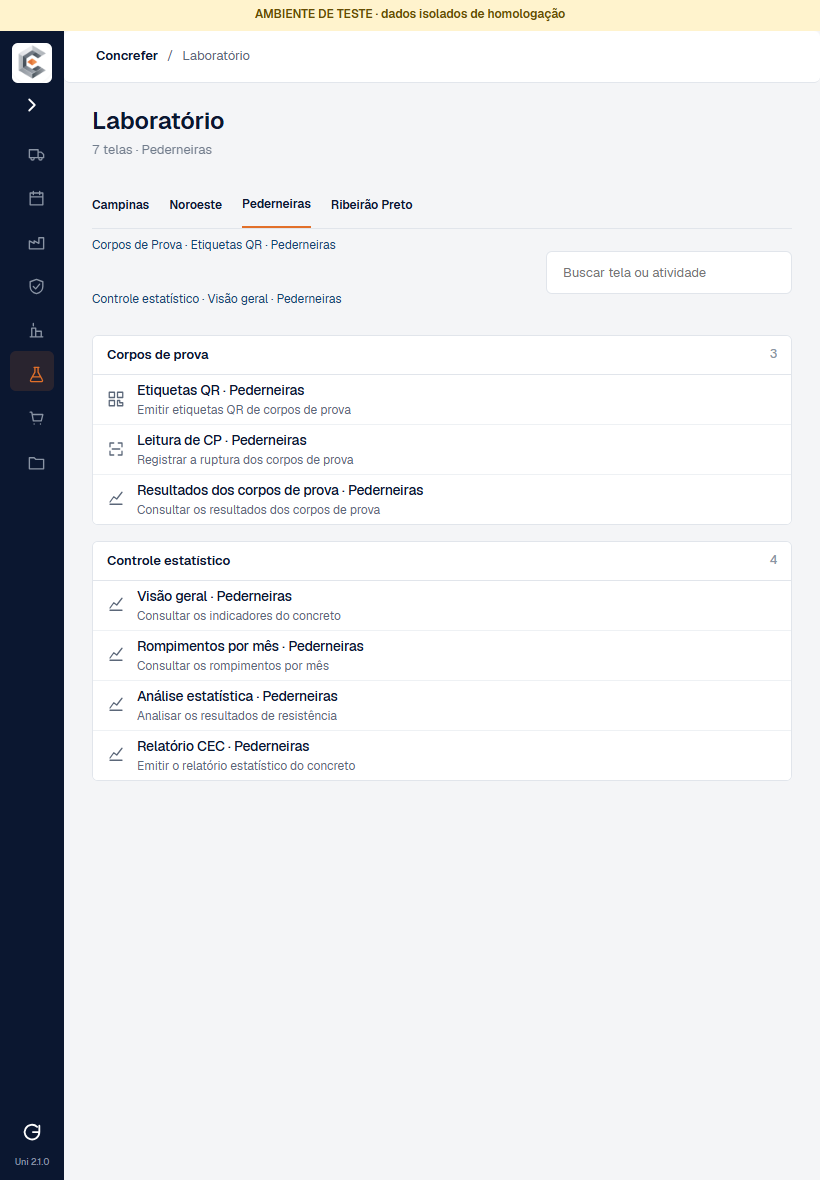 AMBIENTE DE TESTE · dados isolados de homologação
Concrefer / Laboratório
Laboratório
7 telas · Pederneiras
Campinas Noroeste Pederneiras Ribeirão Preto
Corpos de Prova · Etiquetas QR · Pederneiras
Buscar tela ou atividade
Controle estatístico · Visão geral · Pederneiras
Corpos de prova 3
Etiquetas QR · Pederneiras
Emitir etiquetas QR de corpos de prova
Leitura de CP · Pederneiras
Registrar a ruptura dos corpos de prova
Resultados dos corpos de prova · Pederneiras
Consultar os resultados dos corpos de prova
Controle estatístico 4
Visão geral · Pederneiras
Consultar os indicadores do concreto
Rompimentos por mês · Pederneiras
Consultar os rompimentos por mês
Análise estatística · Pederneiras
Analisar os resultados de resistência
Relatório CEC · Pederneiras
Emitir o relatório estatístico do concreto
Uni 2.1.0